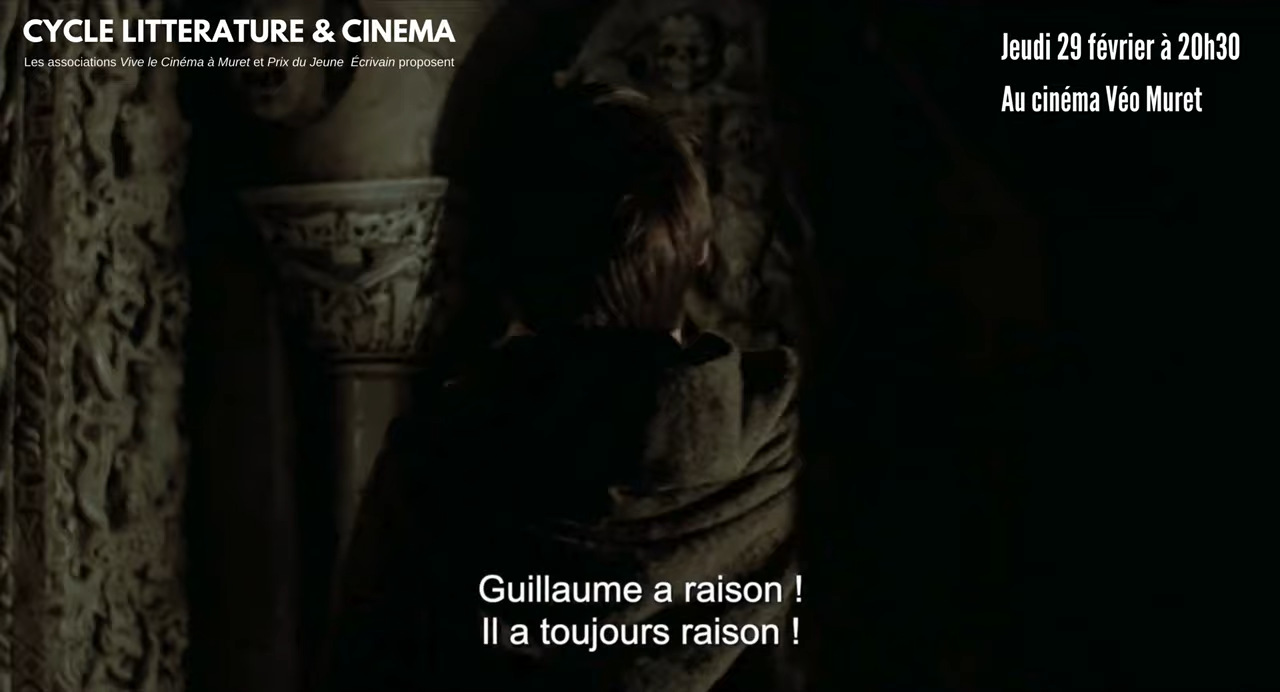 CYCLE LITTERATURE & CINEMA
Les associations Vive le Cinéma à Muret et Prix du Jeune  Écrivain proposent
Jeudi 29 février à 20h30
Au cinéma Véo Muret
Guillaume a raison !
Il a toujours raison !